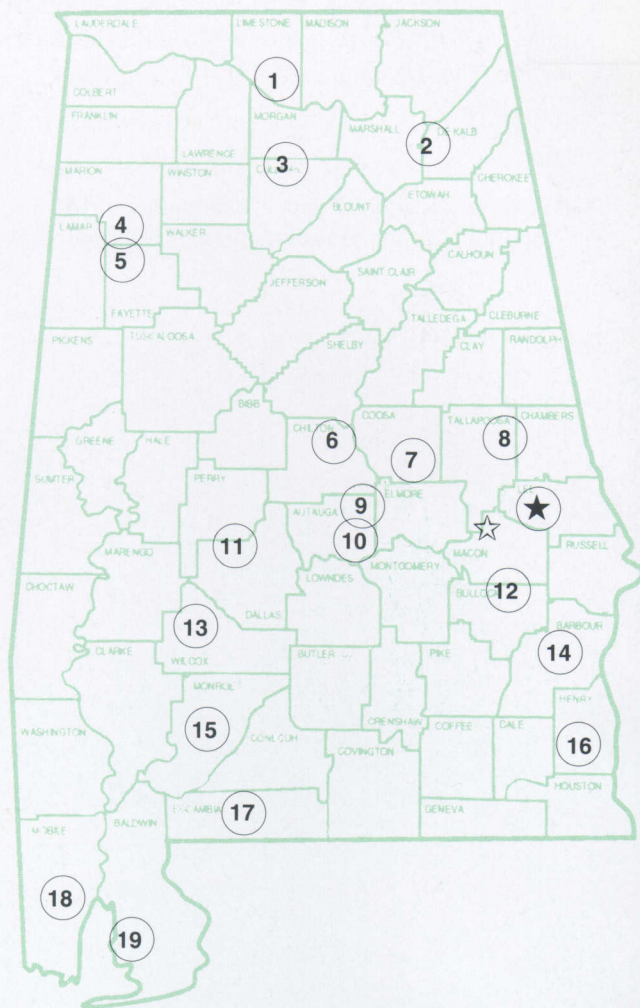 LAUDERDALE
LIMESTONE
MADISON
JACKSON
1
COLBERT
FRANKLIN
MORGAN
MARSHALL
2
DE KALB
LAWRENCE
3
MARION
WINSTON
CHEROKEE
ETOWAH
BLOUNT
4
LAMAR
WALKER
5
CALHOUN
SAINT CLAIR
JEFFERSON
FAYETTE
TALLEDEGA
CLEBURNE
PICKENS
TUSKALOOSA
SHELBY
CLAY
RANDOLPH
BIBB
COOSA
TALLAPOOSA
CHAMBERS
CHILTON
6
8
GREENE
HALE
7
SUMTER
PERRY
ELMORE
LEE
9
AUTAUGA
11
10
MARENGO
MACON
RUSSELL
MONTGOMERY
CHOCTAW
LOWNDES
12
BULLOCK
DALLAS
13
BARBOUR
CLARKE
WILCOX
BUTLER
PIKE
14
MONROE
HENRY
15
WASHINGTON
CONECUH
CRENSHAW
COFFEE
DALE
16
COVINGTON
HOUSTON
ESCAMBIA
17
GENEVA
MOBILE
BALDWIN
18
19